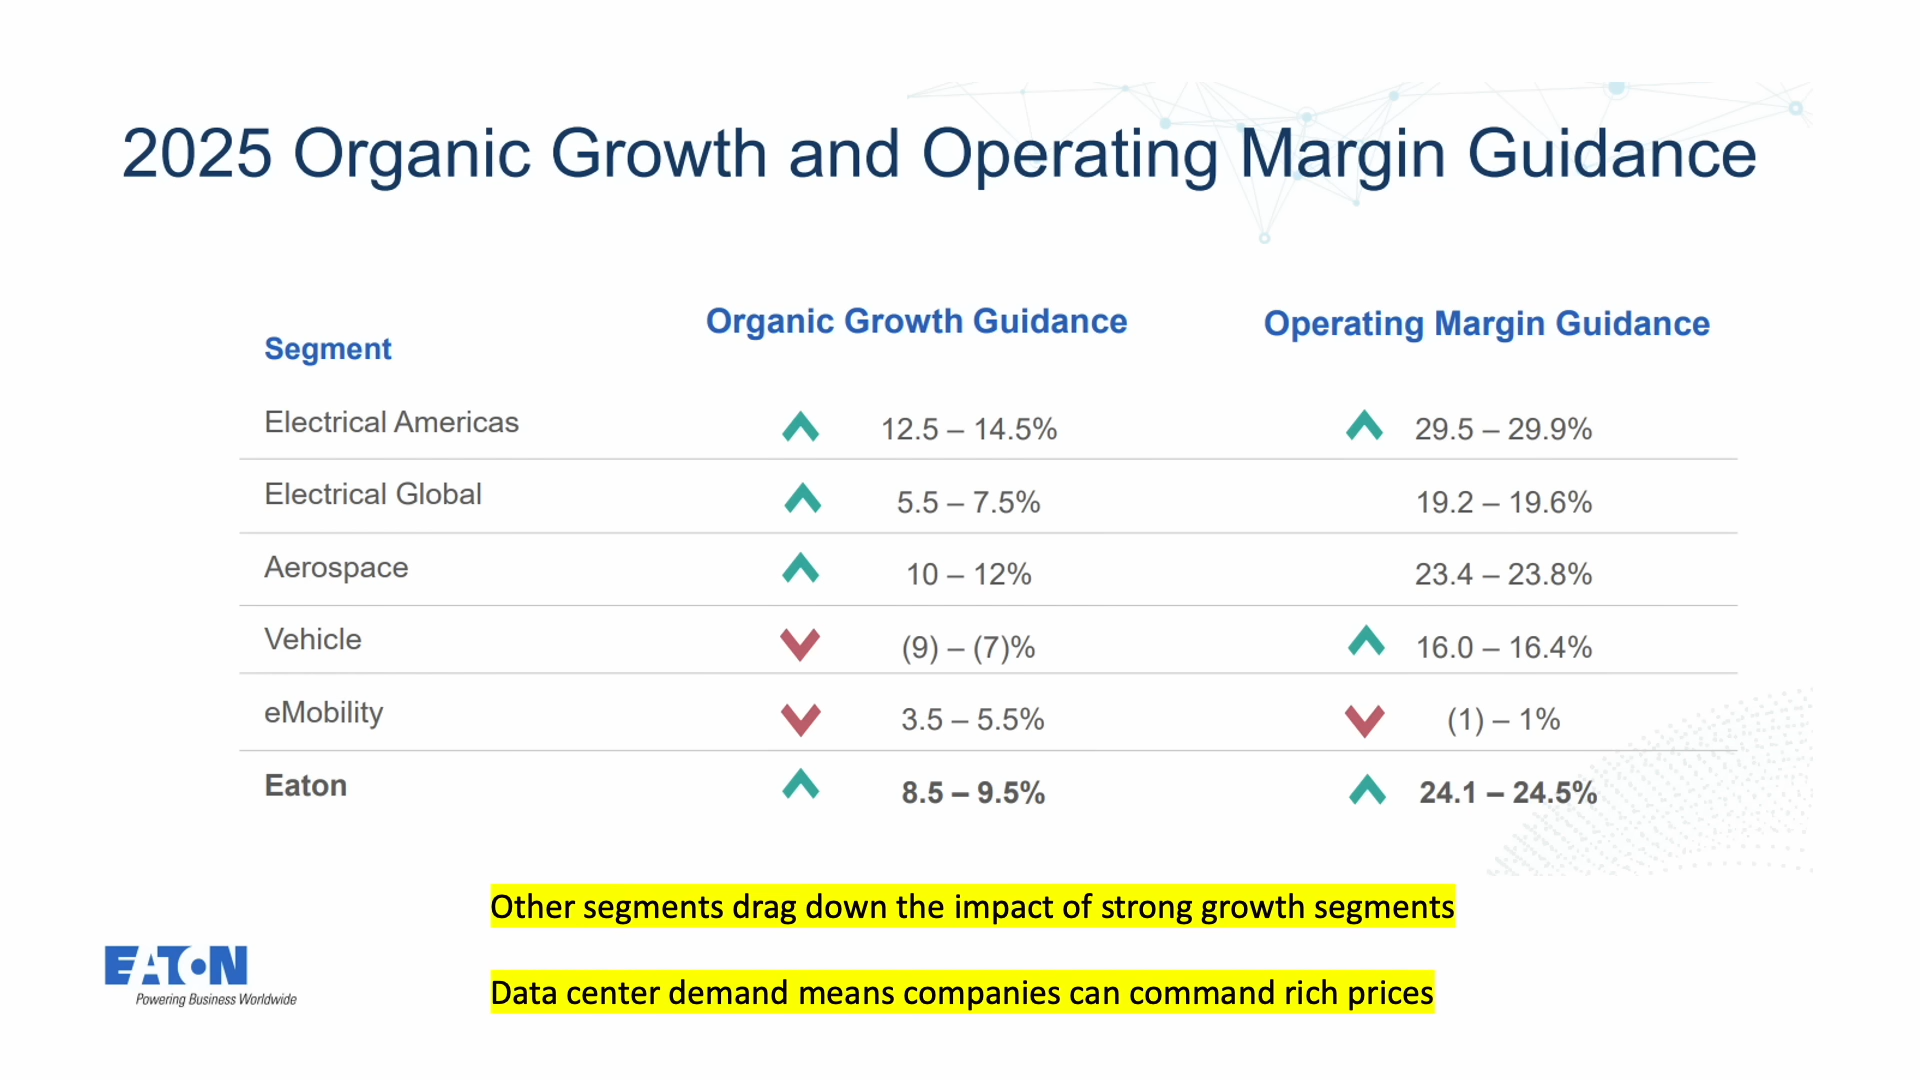 2025 Organic Growth and Operating Margin Guidance
Segment Organic Growth Guidance Operating Margin Guidance
Electrical Americas 12.5 – 14.5% 29.5 – 29.9%
Electrical Global 5.5 – 7.5% 19.2 – 19.6%
Aerospace 10 – 12% 23.4 – 23.8%
Vehicle (9) – (7)% 16.0 – 16.4%
eMobility 3.5 – 5.5% (1) – 1%
Eaton 8.5 – 9.5% 24.1 – 24.5%
Other segments drag down the impact of strong growth segments
EATON
Powering Business Worldwide
Data center demand means companies can command rich prices